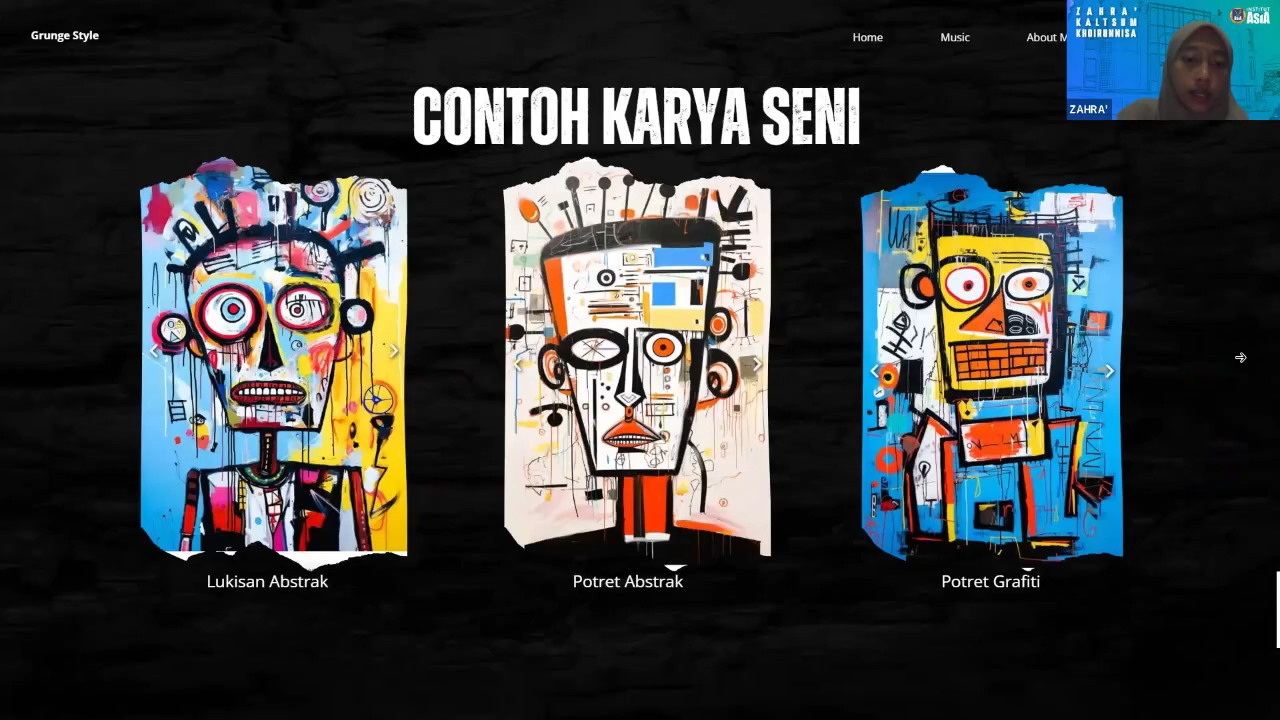 Grunge Style
Home
Music
About M
ZAHRA'
KALTSUM
KHOIRUNNISA
INSTITUT
ASIA
ZAHRA'
CONTOH KARYA SENI
Lukisan Abstrak
Potret Abstrak
Potret Grafiti